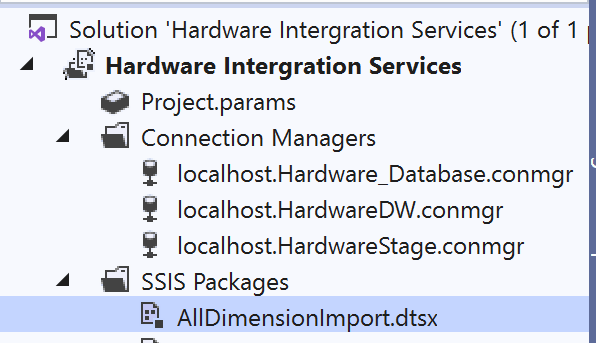 Solution 'Hardware Intergration Services' (1 of 1
Hardware Intergration Services
Project.params
Connection Managers
localhost.Hardware_Database.conmgr
localhost.HardwareDW.conmgr
localhost.HardwareStage.conmgr
SSIS Packages
AllDimensionImport.dtsx